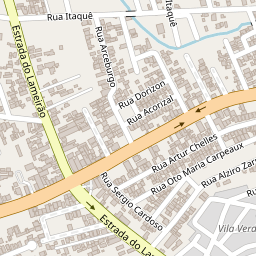 Rua Itaquê
Itaquê
Estrada do Lameirão
Rua Arceburgo
Rua Dorizon
Rua Acorizal
Rua Artur Chelles
Rua Oto Maria Carpeaux
Rua Alziro Zar
Rua Sergio Cardoso
Estrada do La
Vila Vera